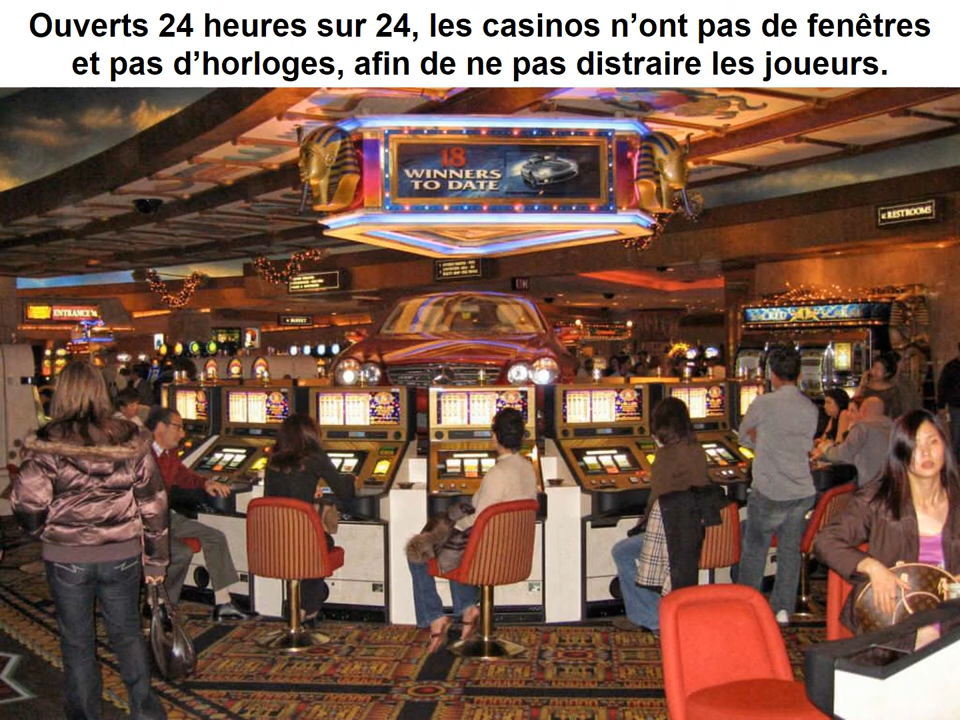 Ouverts 24 heures sur 24, les casinos n’ont pas de fenêtres
et pas d’horloges, afin de ne pas distraire les joueurs.
18
WINNERS
TO DATE
RESTROOMS
ENTRANCE